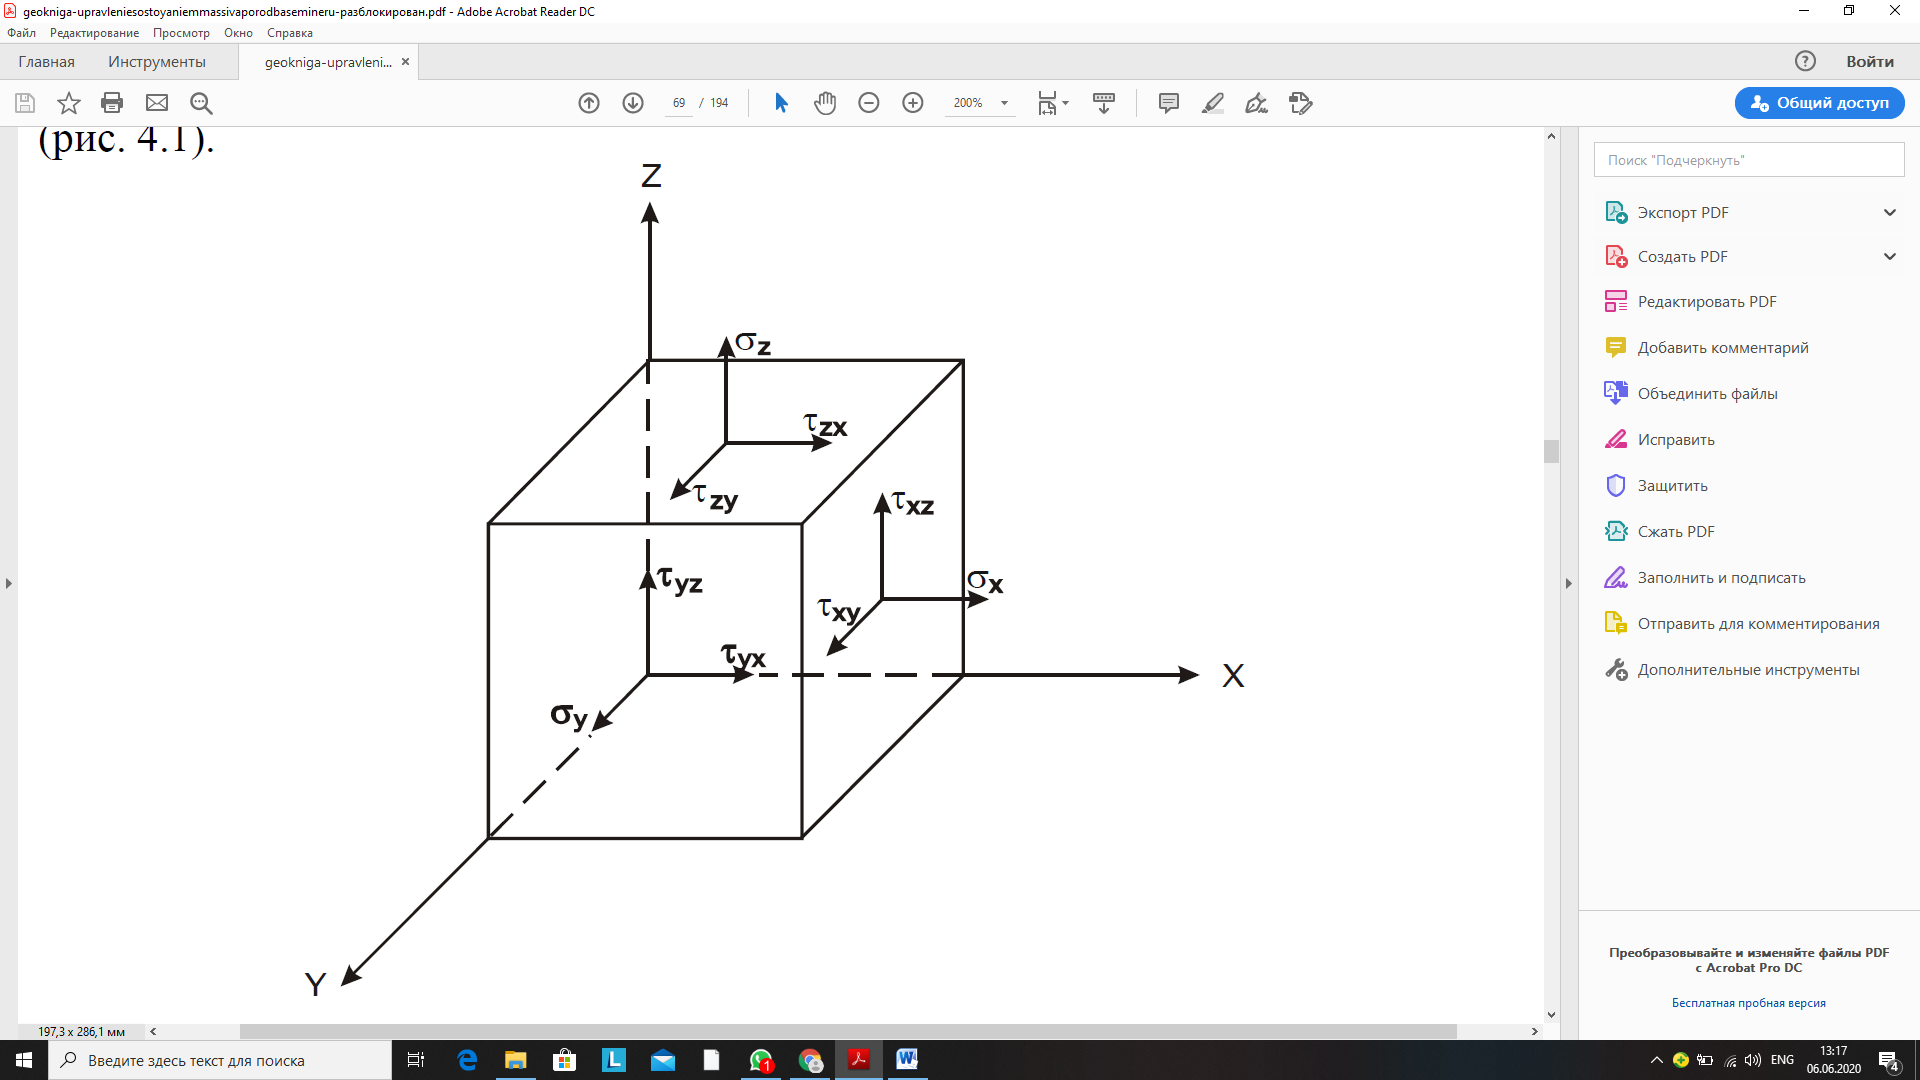 geokniga-upravleniesostoyaniemmassivaporodbasemineru-разблокирован.pdf - Adobe Acrobat Reader DC
Файл Редактирование Просмотр Окно Справка
Главная Инструменты geokniga-upravleni... × ? Войти
69 / 194 200% Общий доступ
(рис. 4.1).
Z
σz
τzx
τzy
τxz
τyz
σx
τxy
τyx
X
σy
Y
Поиск "Подчеркнуть"
Экспорт PDF
Создать PDF
Редактировать PDF
Добавить комментарий
Объединить файлы
Исправить
Защитить
Сжать PDF
Заполнить и подписать
Отправить для комментирования
Дополнительные инструменты
Преобразовывайте и изменяйте файлы PDF
с Acrobat Pro DC
Бесплатная пробная версия
197,3 x 286,1 мм
Введите здесь текст для поиска
L
1
W
ENG
13:17
06.06.2020
4